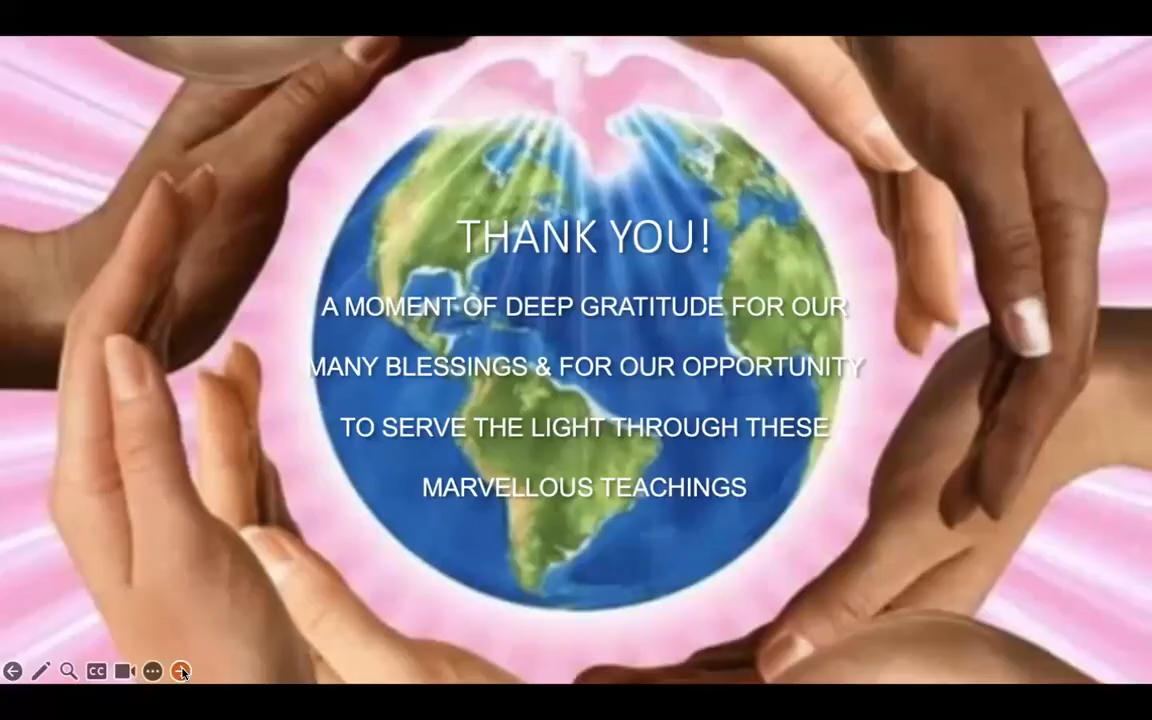 THANK YOU!
A MOMENT OF DEEP GRATITUDE FOR OUR
MANY BLESSINGS & FOR OUR OPPORTUNITY
TO SERVE THE LIGHT THROUGH THESE
MARVELLOUS TEACHINGS
CC